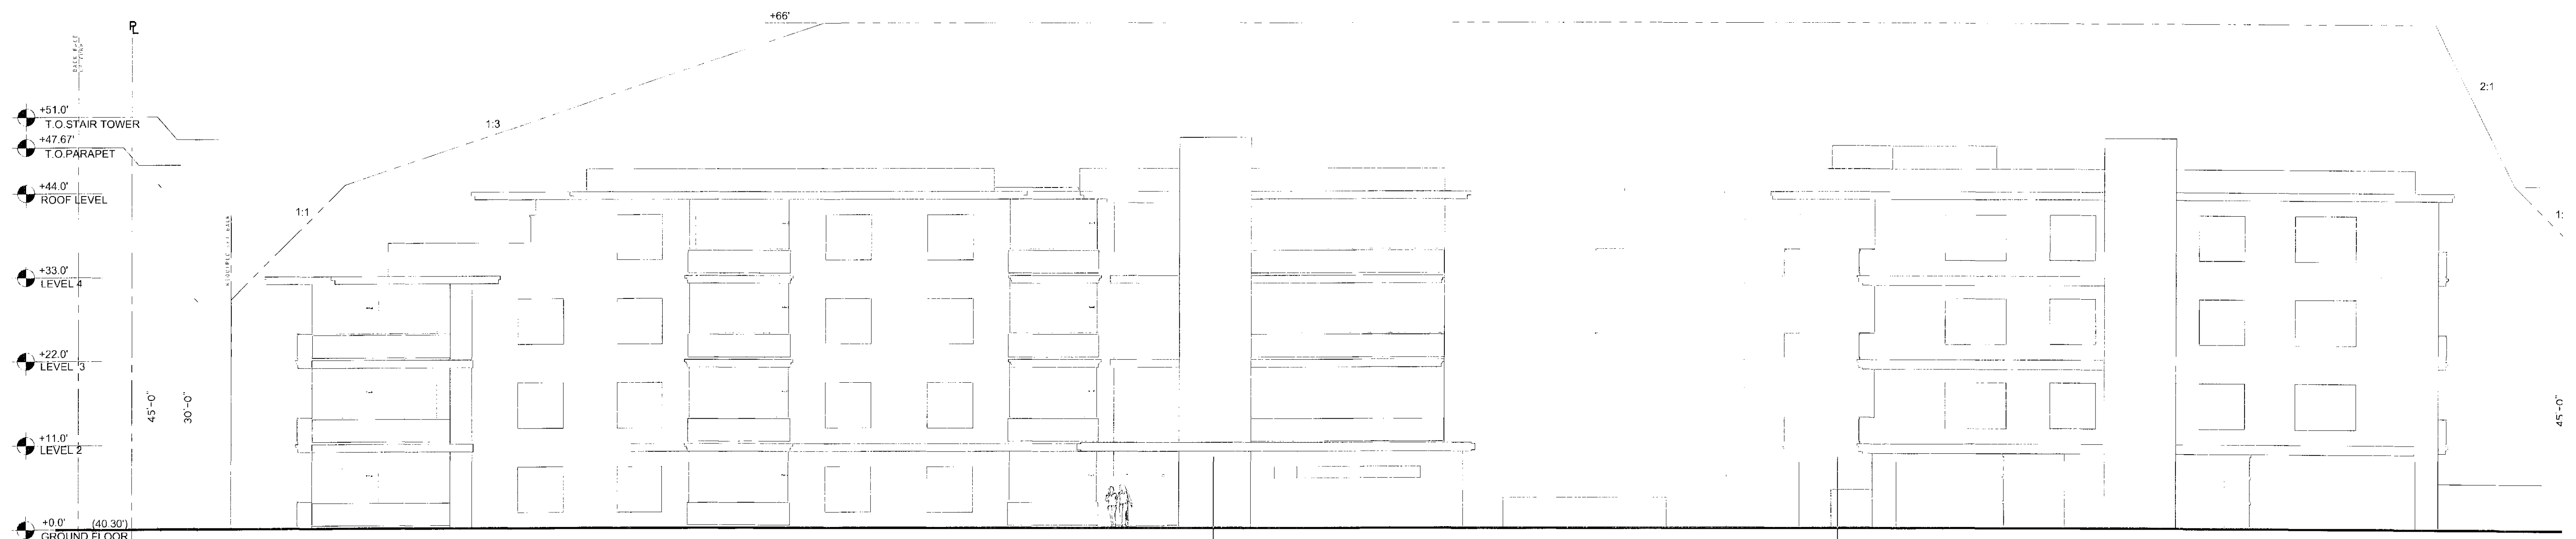 PL
+66'
+51.0'
T.O.STAIR TOWER
+47.67'
T.O.PARAPET
+44.0'
ROOF LEVEL
+33.0'
LEVEL 4
+22.0'
LEVEL '3
+11.0'
LEVEL 2
+0.0' (40.30')
GROUND FLOOR
45'-0"
30'-0"
1:1
1:3
2:1
1:
45'-0"